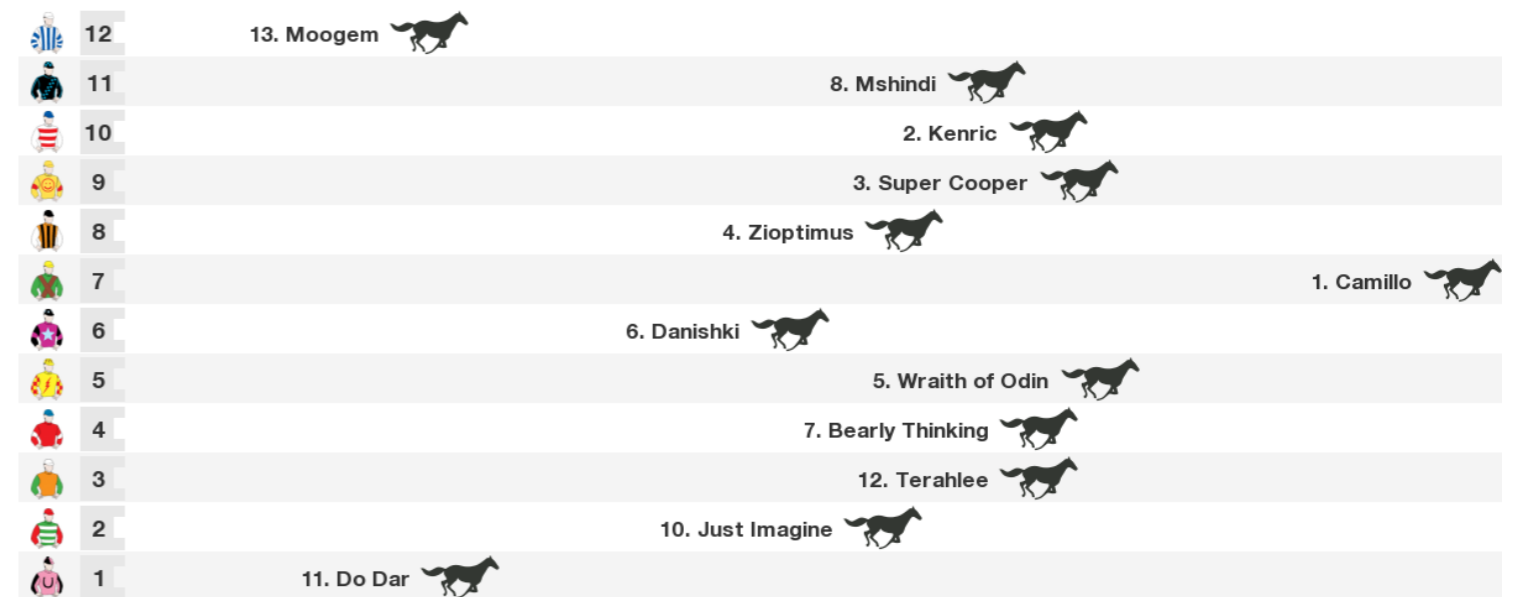 12 13. Moogem
11 8. Mshindi
10 2. Kenric
9 3. Super Cooper
8 4. Zioptimus
7 1. Camillo
6 6. Danishki
5 5. Wraith of Odin
4 7. Bearly Thinking
3 12. Terahlee
2 10. Just Imagine
1 11. Do Dar